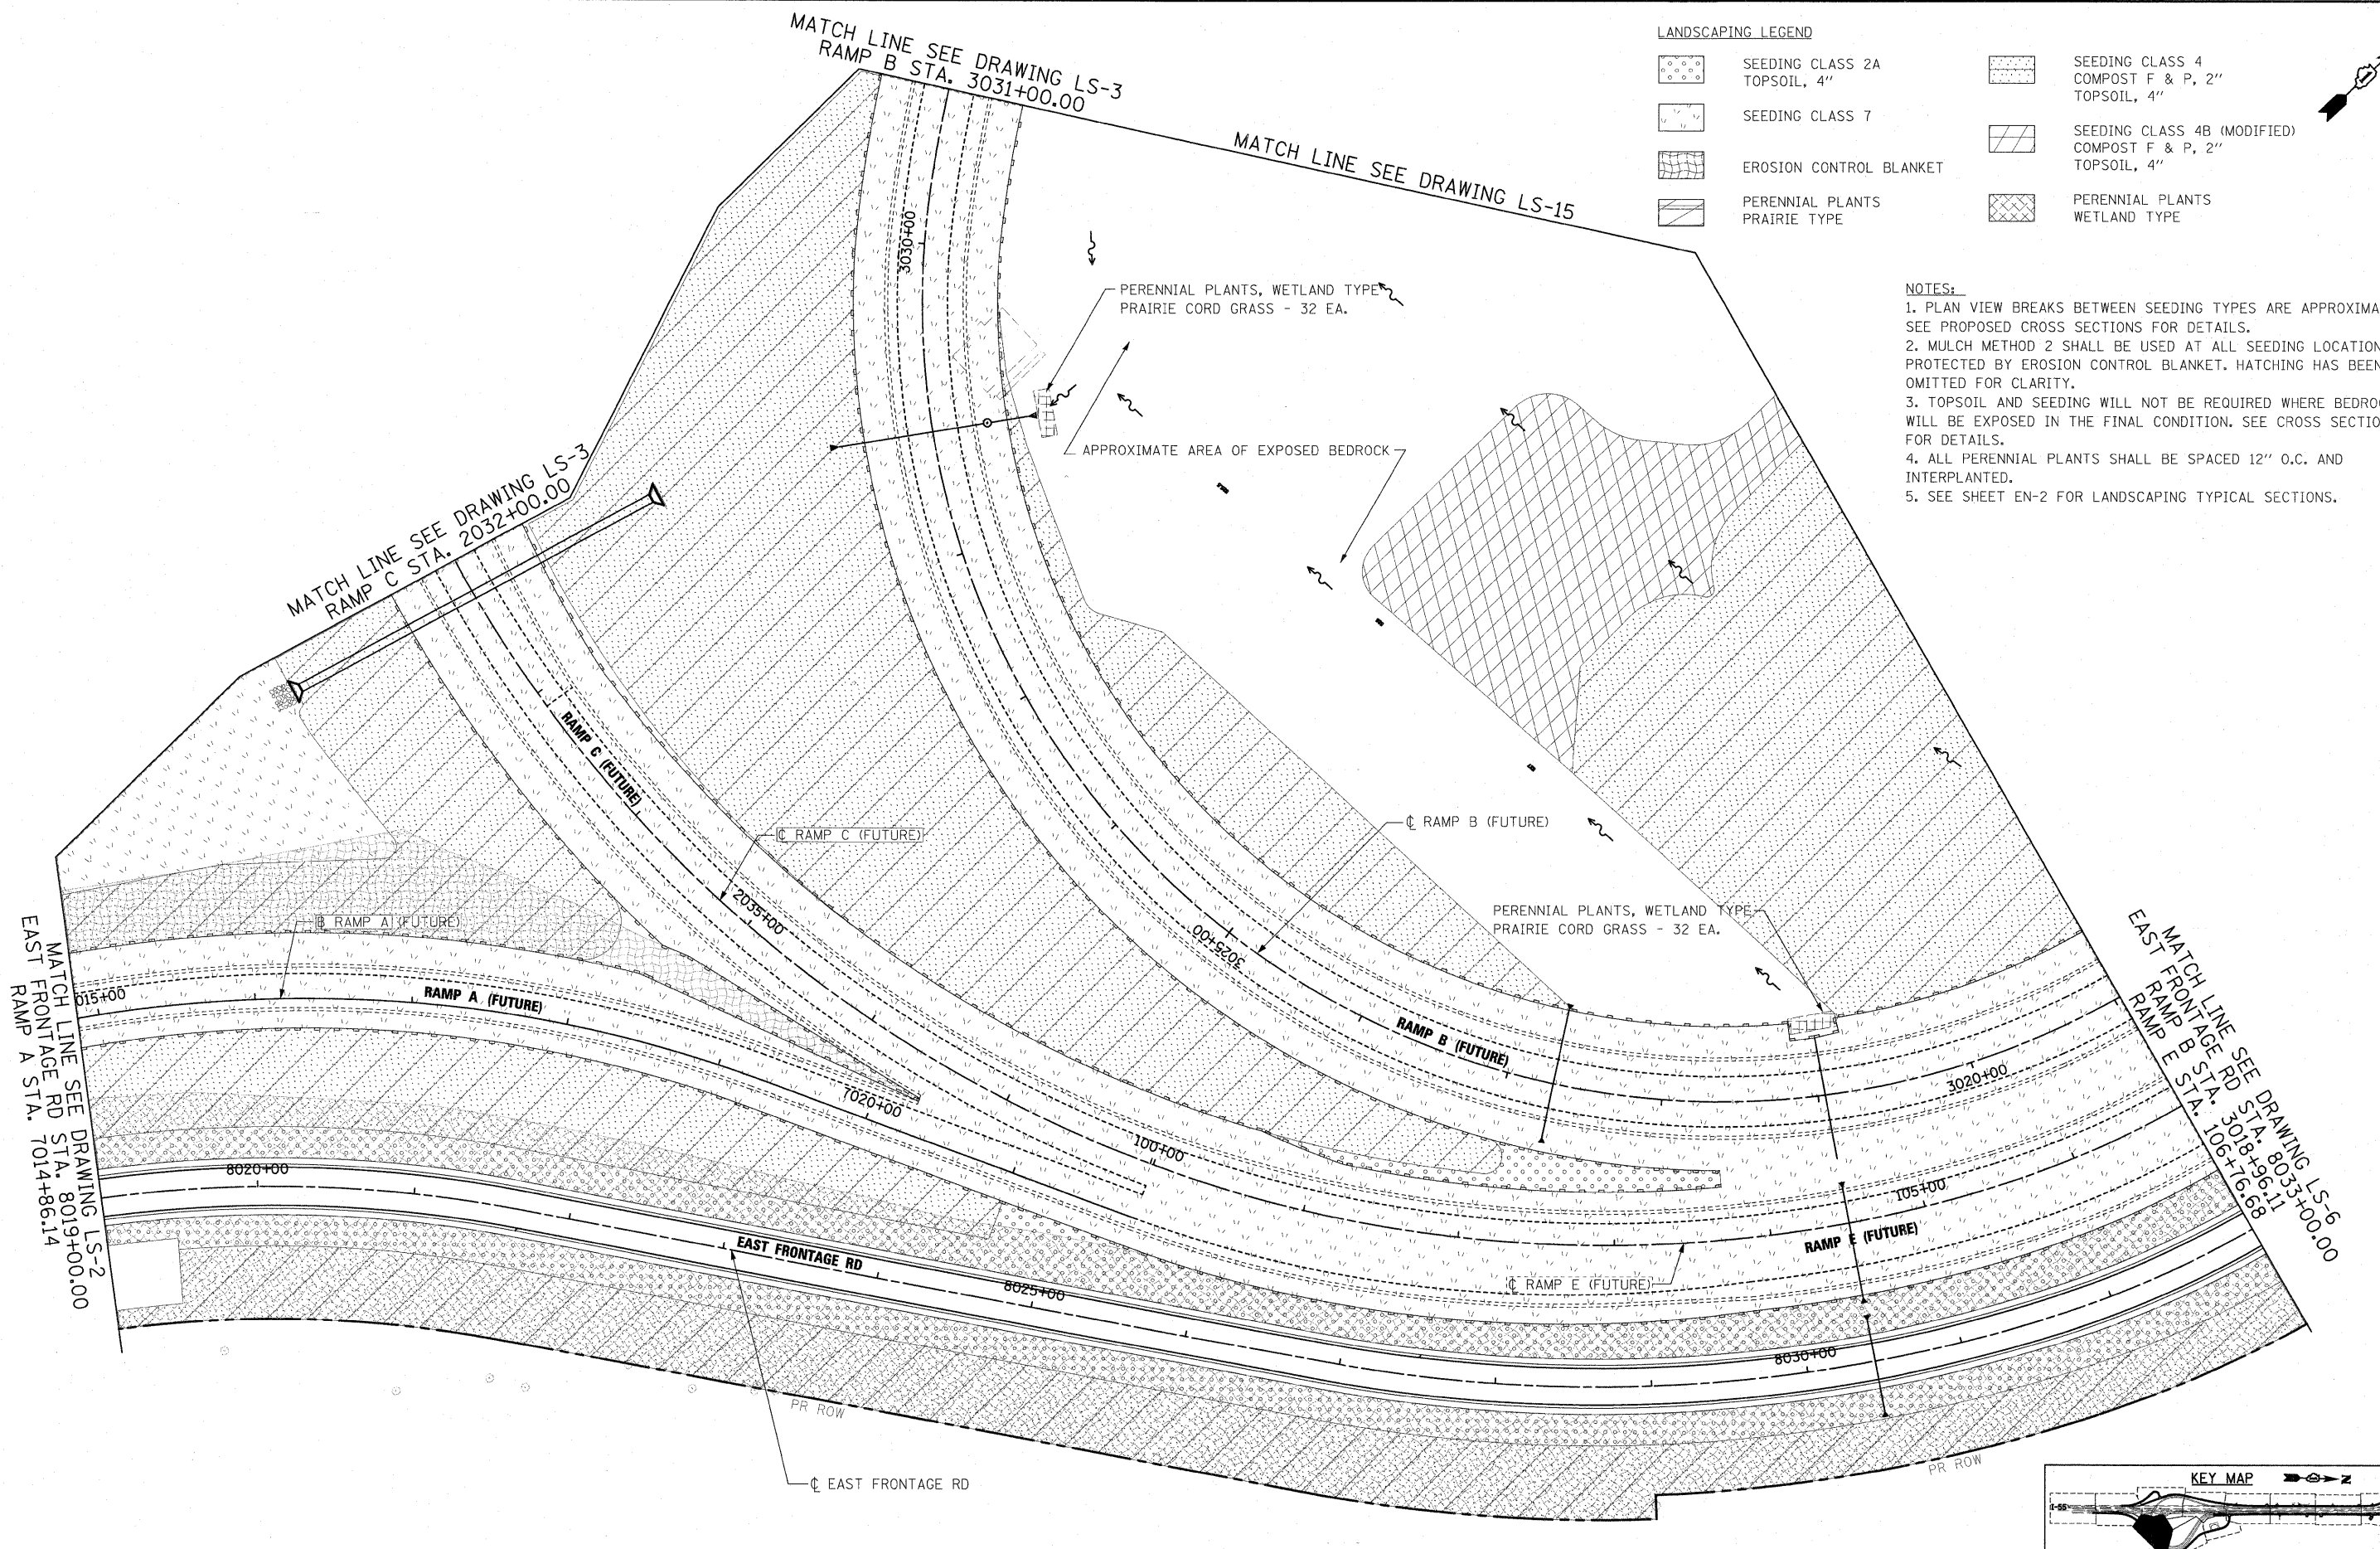 MATCH LINE SEE DRAWING LS-3
RAMP B STA. 3031+00.00
MATCH LINE SEE DRAWING LS-15
LANDSCAPING LEGEND
SEEDING CLASS 2A
TOPSOIL, 4"
SEEDING CLASS 7
EROSION CONTROL BLANKET
PERENNIAL PLANTS
PRAIRIE TYPE
SEEDING CLASS 4
COMPOST F & P, 2"
TOPSOIL, 4"
SEEDING CLASS 4B (MODIFIED)
COMPOST F & P, 2"
TOPSOIL, 4"
PERENNIAL PLANTS
WETLAND TYPE
NOTES:
1. PLAN VIEW BREAKS BETWEEN SEEDING TYPES ARE APPROXIMA
SEE PROPOSED CROSS SECTIONS FOR DETAILS.
2. MULCH METHOD 2 SHALL BE USED AT ALL SEEDING LOCATION
PROTECTED BY EROSION CONTROL BLANKET. HATCHING HAS BEEN
OMITTED FOR CLARITY.
3. TOPSOIL AND SEEDING WILL NOT BE REQUIRED WHERE BEDRO
WILL BE EXPOSED IN THE FINAL CONDITION. SEE CROSS SECTIO
FOR DETAILS.
4. ALL PERENNIAL PLANTS SHALL BE SPACED 12" O.C. AND
INTERPLANTED.
5. SEE SHEET EN-2 FOR LANDSCAPING TYPICAL SECTIONS.
3030+00
PERENNIAL PLANTS, WETLAND TYPE
PRAIRIE CORD GRASS - 32 EA.
APPROXIMATE AREA OF EXPOSED BEDROCK
MATCH LINE SEE DRAWING LS-3
RAMP C STA. 2032+00.00
RAMP C (FUTURE)
℄ RAMP C (FUTURE)
℄ RAMP B (FUTURE)
2035+00
3025+00
PERENNIAL PLANTS, WETLAND TYPE
PRAIRIE CORD GRASS - 32 EA.
B RAMP A (FUTURE)
015+00
RAMP A (FUTURE)
RAMP B (FUTURE)
7020+00
3020+00
100+00
105+00
RAMP E (FUTURE)
℄ RAMP E (FUTURE)
MATCH LINE SEE DRAWING LS-2
EAST FRONTAGE RD STA. 8019+00.00
RAMP A STA. 7014+86.14
8020+00
EAST FRONTAGE RD
8025+00
8030+00
MATCH LINE SEE DRAWING LS-6
EAST FRONTAGE RD STA. 8033+00.00
RAMP B STA. 3018+96.11
RAMP E STA. 106+76.68
PR ROW
PR ROW
℄ EAST FRONTAGE RD
KEY MAP
Z
I-55